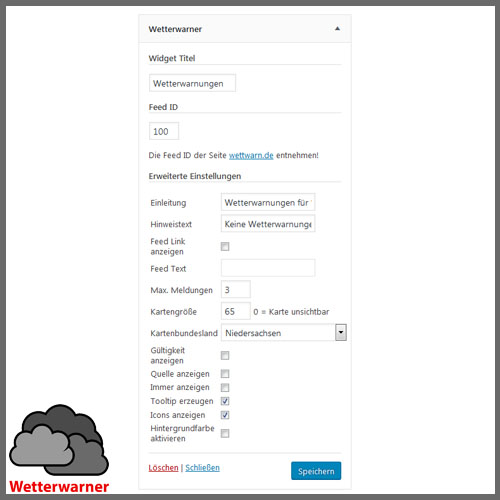 Wetterwarner
Widget Titel
Wetterwarnungen
Feed ID
100
Die Feed ID der Seite wettwarn.de entnehmen!
Erweiterte Einstellungen
Einleitung Wetterwarnungen für
Hinweistext Keine Wetterwarnunge
Feed Link
anzeigen
Feed Text
Max. Meldungen 3
Kartengröße 65 0 = Karte unsichtbar
Kartenbundesland Niedersachsen
Gültigkeit
anzeigen
Quelle anzeigen
Immer anzeigen
Tooltip erzeugen
Icons anzeigen
Hintergrundfarbe
aktivieren
Löschen | Schließen Speichern
Wetterwarner